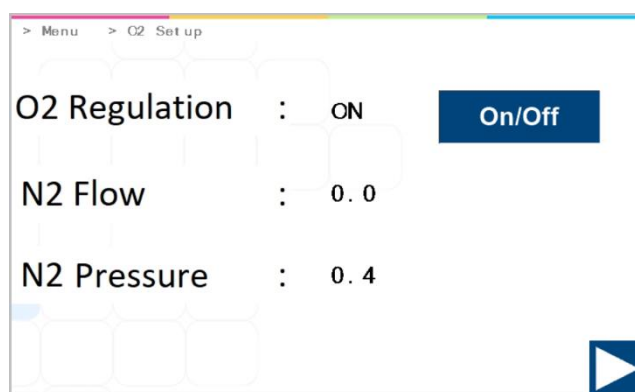 > Menu > O2 Setup
O2 Regulation : ON On/Off
N2 Flow : 0.0
N2 Pressure : 0.4